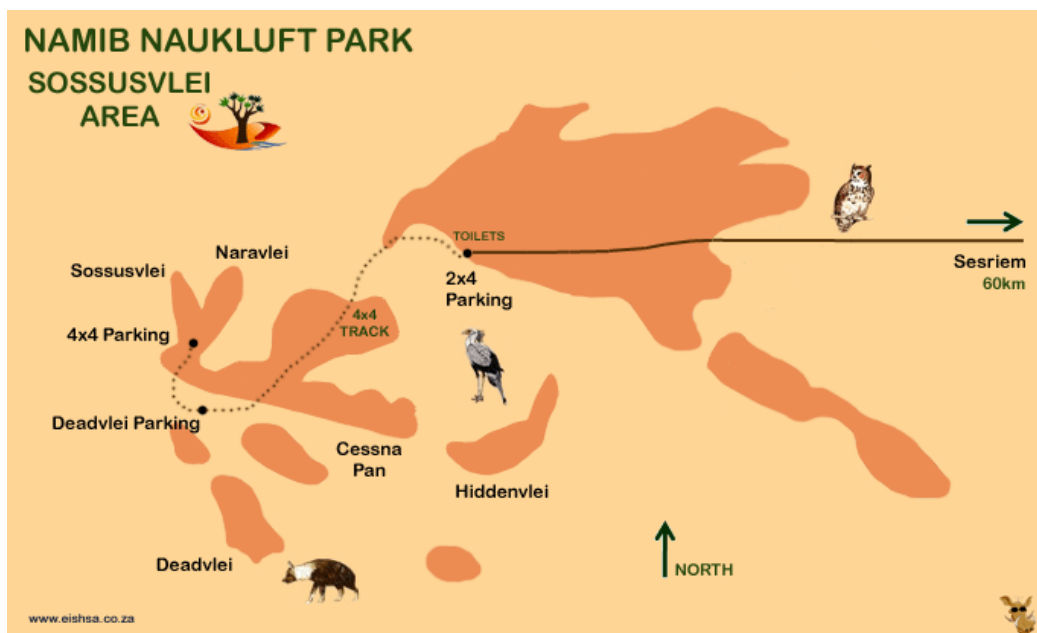 NAMIB NAUKLUFT PARK
SOSSUSVLEI
AREA
TOILETS
Naravlei
Sossusvlei
2x4
Parking
Sesriem
60km
4x4
TRACK
4x4 Parking
Deadvlei Parking
Cessna
Pan
Hiddenvlei
Deadvlei
NORTH
www.eishsa.co.za